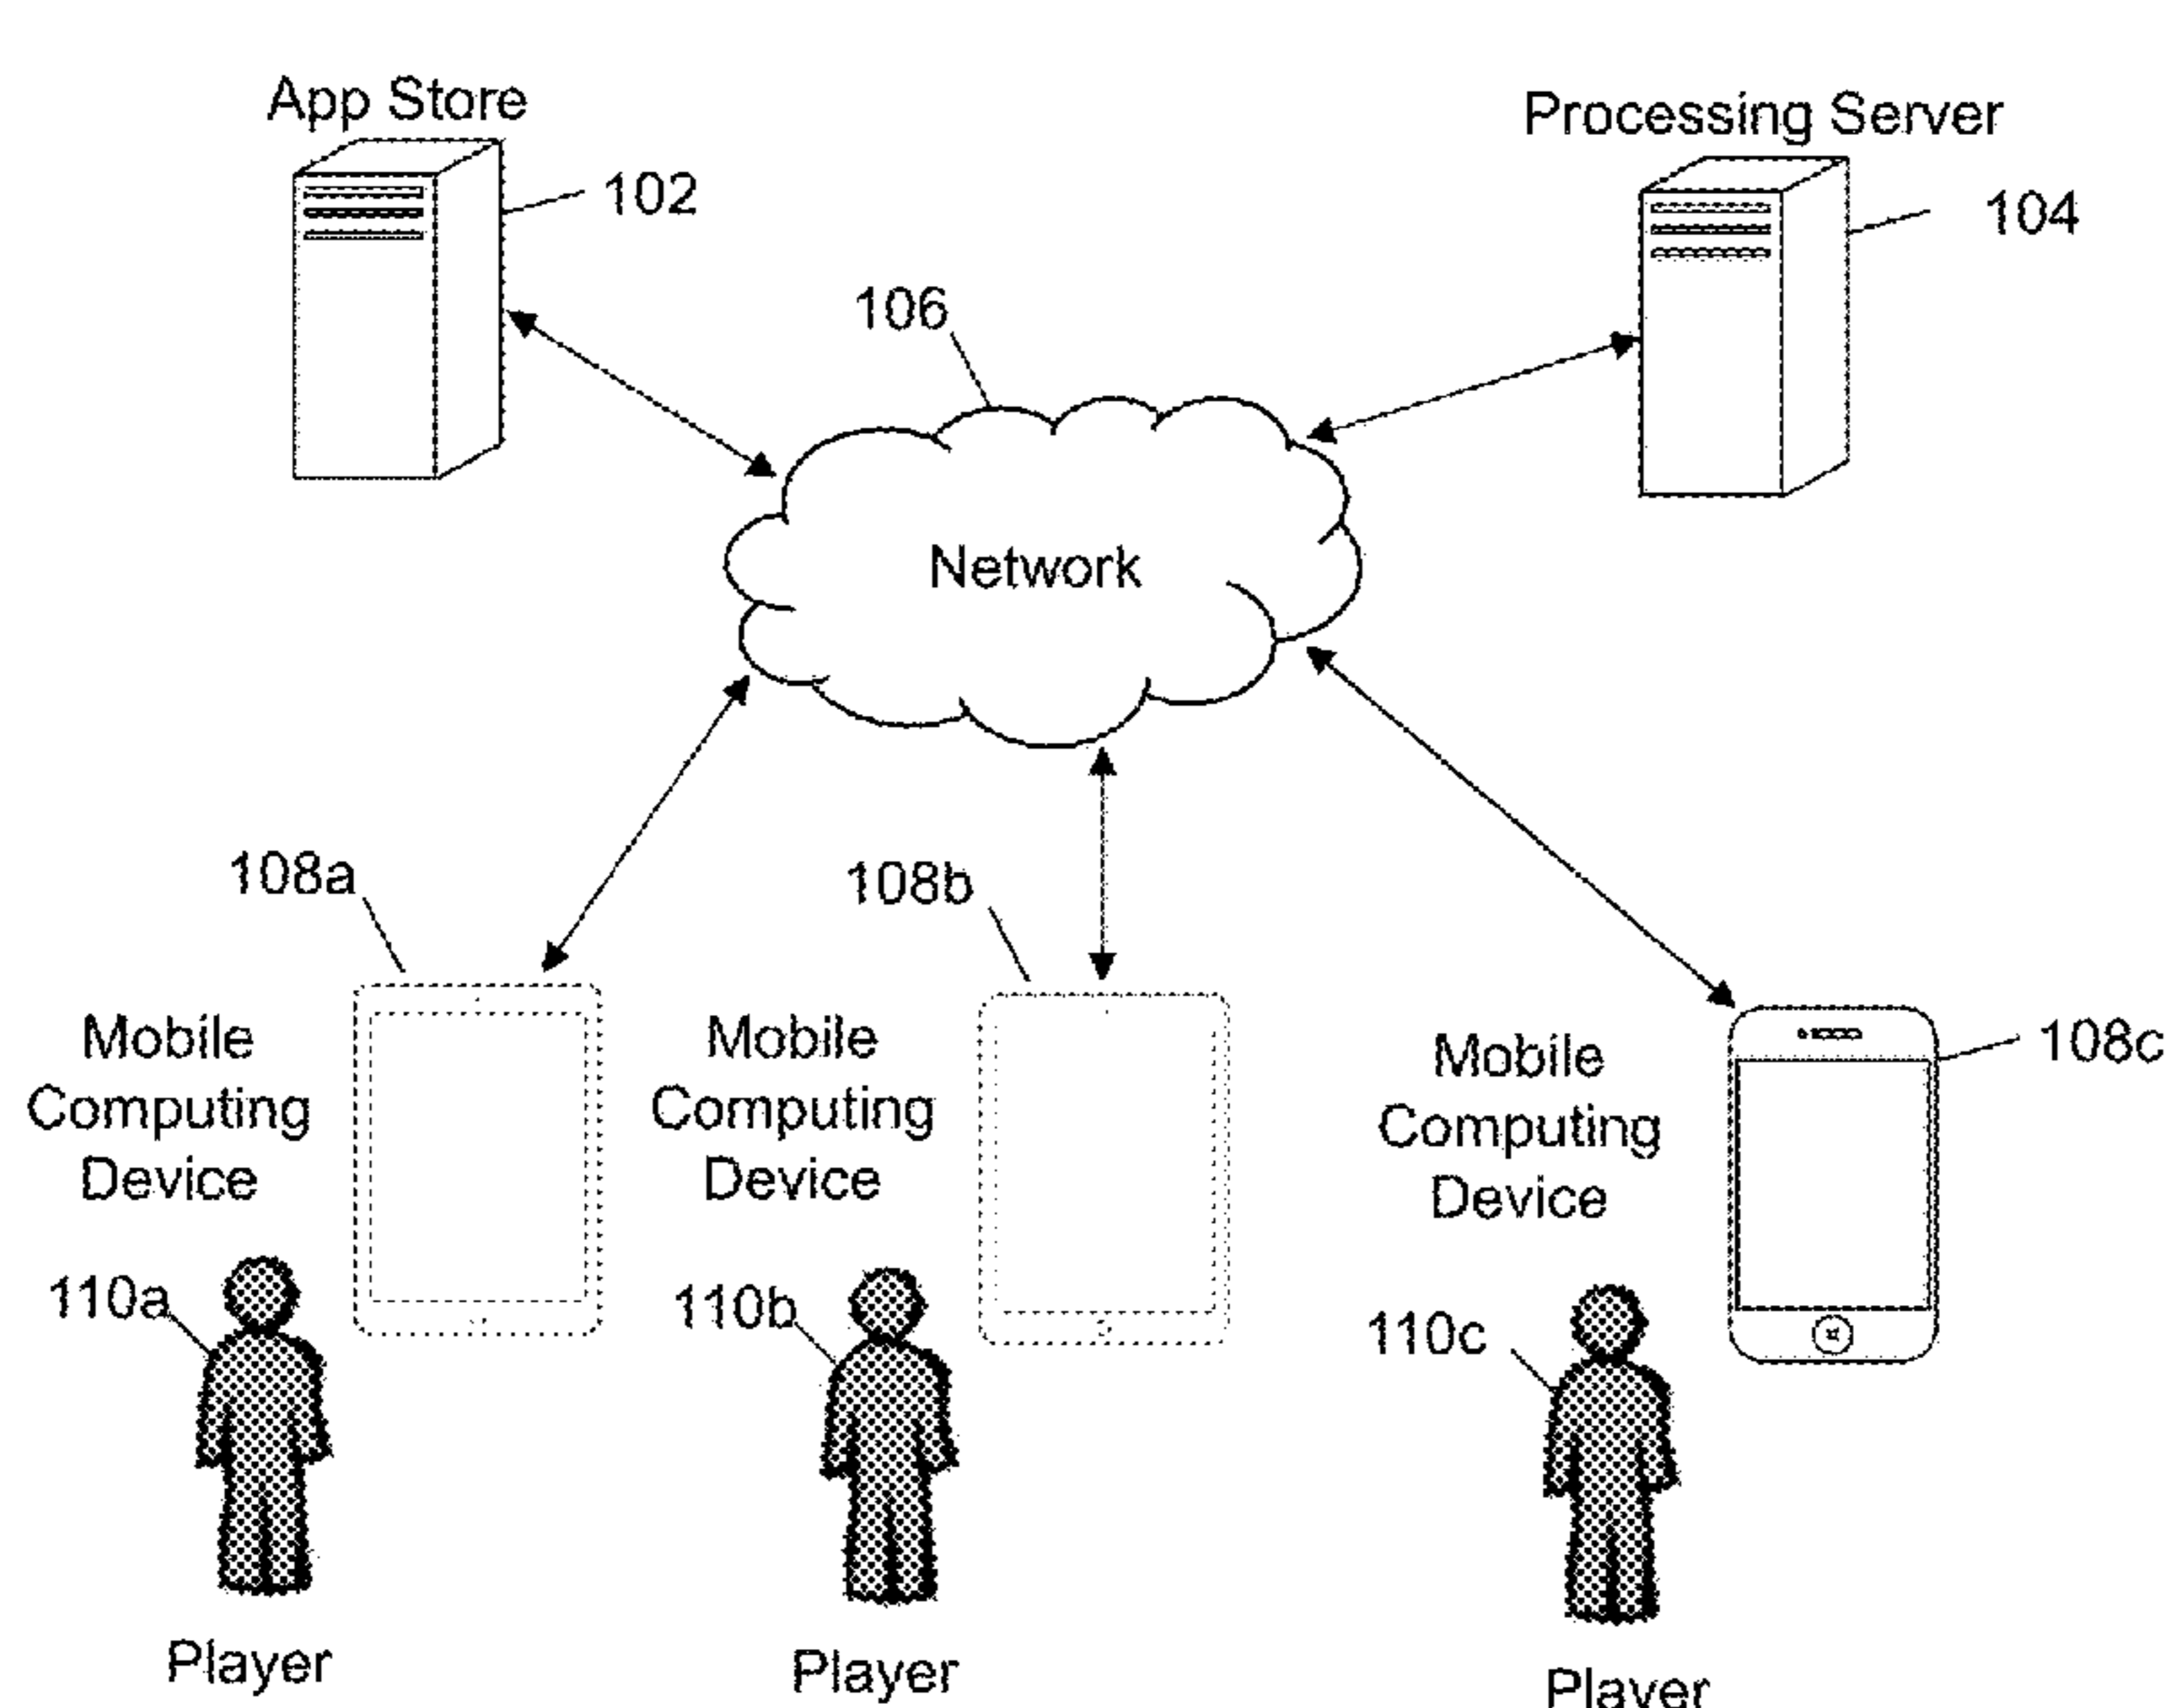 App Store
Processing Server
102
104
106
Network
108a
108b
Mobile
Computing
Device
Mobile
Computing
Device
Mobile
Computing
Device
108c
110a
110b
110c
Player
Player
Player